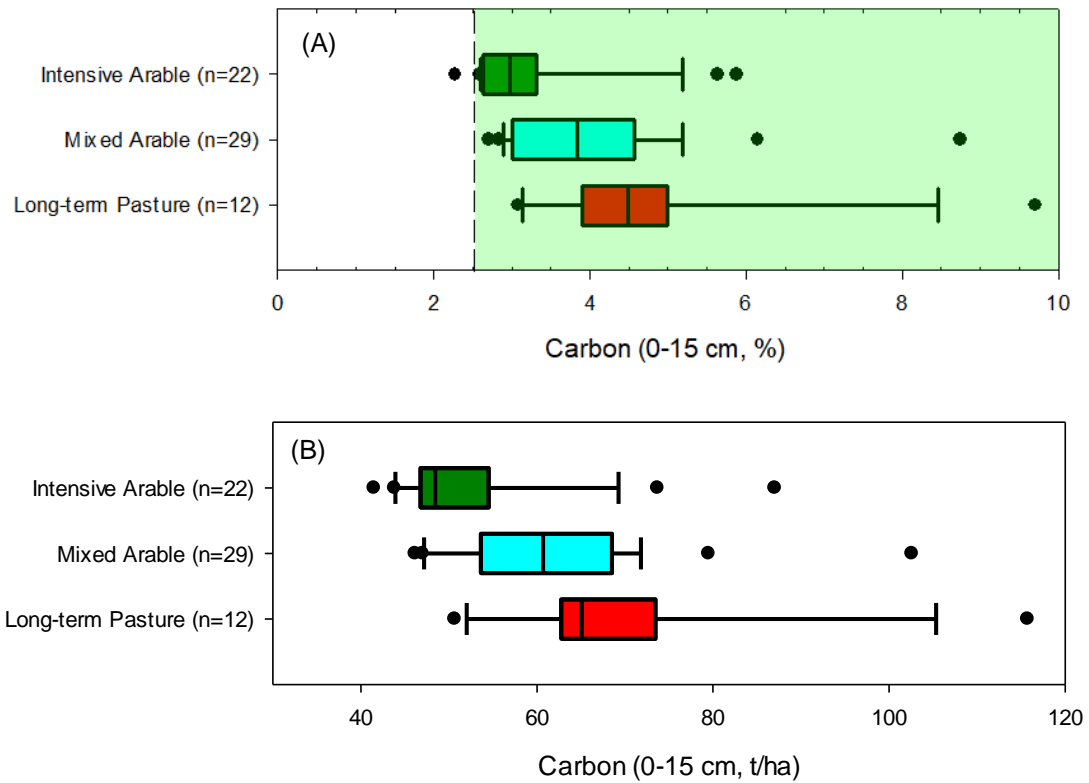 (A)
Intensive Arable (n=22)
Mixed Arable (n=29)
Long-term Pasture (n=12)
0 2 4 6 8 10
Carbon (0-15 cm, %)
(B)
Intensive Arable (n=22)
Mixed Arable (n=29)
Long-term Pasture (n=12)
40 60 80 100 120
Carbon (0-15 cm, t/ha)